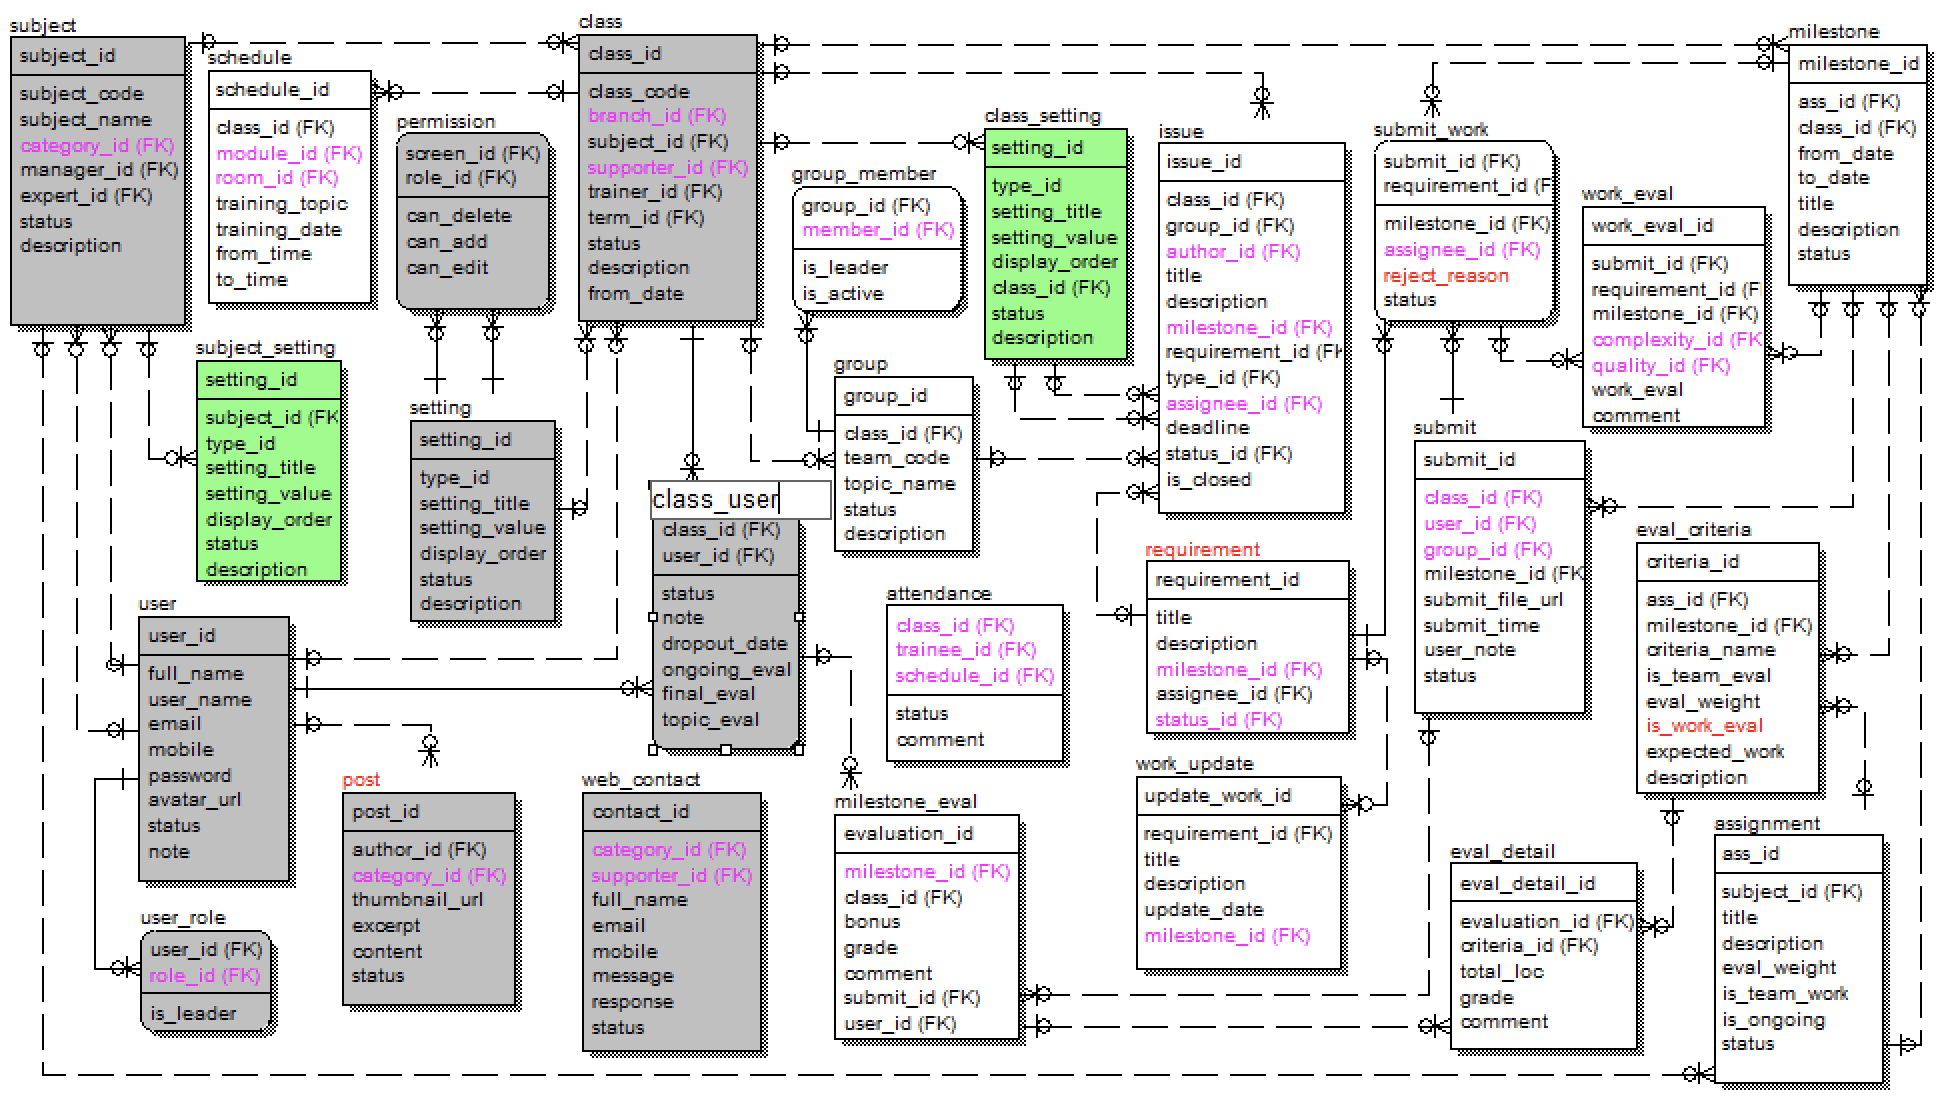 subject
subject_id
subject_code
subject_name
category_id (FK)
manager_id (FK)
expert_id (FK)
status
description
schedule
schedule_id
class_id (FK)
module_id (FK)
room_id (FK)
training_topic
training_date
from_time
to_time
permission
screen_id (FK)
role_id (FK)
can_delete
can_add
can_edit
class
class_id
class_code
branch_id (FK)
subject_id (FK)
supporter_id (FK)
trainer_id (FK)
term_id (FK)
status
description
from_date
group_member
group_id (FK)
member_id (FK)
is_leader
is_active
class_setting
setting_id
type_id
setting_title
setting_value
display_order
class_id (FK)
status
description
issue
issue_id
class_id (FK)
group_id (FK)
author_id (FK)
title
description
milestone_id (FK)
requirement_id (FK
type_id (FK)
assignee_id (FK)
deadline
status_id (FK)
is_closed
submit_work
submit_id (FK)
requirement_id (F
milestone_id (FK)
assignee_id (FK)
reject_reason
status
work_eval
work_eval_id
submit_id (FK)
requirement_id (F
milestone_id (FK)
complexity_id (FK
quality_id (FK)
work_eval
comment
milestone
milestone_id
ass_id (FK)
class_id (FK)
from_date
to_date
title
description
status
subject_setting
setting_id
subject_id (FK
type_id
setting_title
setting_value
display_order
status
description
setting
setting_id
type_id
setting_title
setting_value
display_order
status
description
group
group_id
class_id (FK)
team_code
topic_name
status
description
class_user
class_id (FK)
user_id (FK)
status
note
dropout_date
ongoing_eval
final_eval
topic_eval
attendance
class_id (FK)
trainee_id (FK)
schedule_id (FK)
status
comment
requirement
requirement_id
title
description
milestone_id (FK)
assignee_id (FK)
status_id (FK)
submit
submit_id
class_id (FK)
user_id (FK)
group_id (FK)
milestone_id (FK
submit_file_url
submit_time
user_note
status
eval_criteria
criteria_id
ass_id (FK)
milestone_id (FK)
criteria_name
is_team_eval
eval_weight
is_work_eval
expected_work
description
user
user_id
full_name
user_name
email
mobile
password
avatar_url
status
note
user_role
user_id (FK)
role_id (FK)
is_leader
post
post_id
author_id (FK)
category_id (FK)
thumbnail_url
excerpt
content
status
web_contact
contact_id
category_id (FK)
supporter_id (FK)
full_name
email
mobile
message
response
status
milestone_eval
evaluation_id
milestone_id (FK)
class_id (FK)
bonus
grade
comment
submit_id (FK)
user_id (FK)
work_update
update_work_id
requirement_id (FK)
title
description
update_date
milestone_id (FK)
eval_detail
eval_detail_id
evaluation_id (FK)
criteria_id (FK)
total_loc
grade
comment
assignment
ass_id
subject_id (FK)
title
description
eval_weight
is_team_work
is_ongoing
status